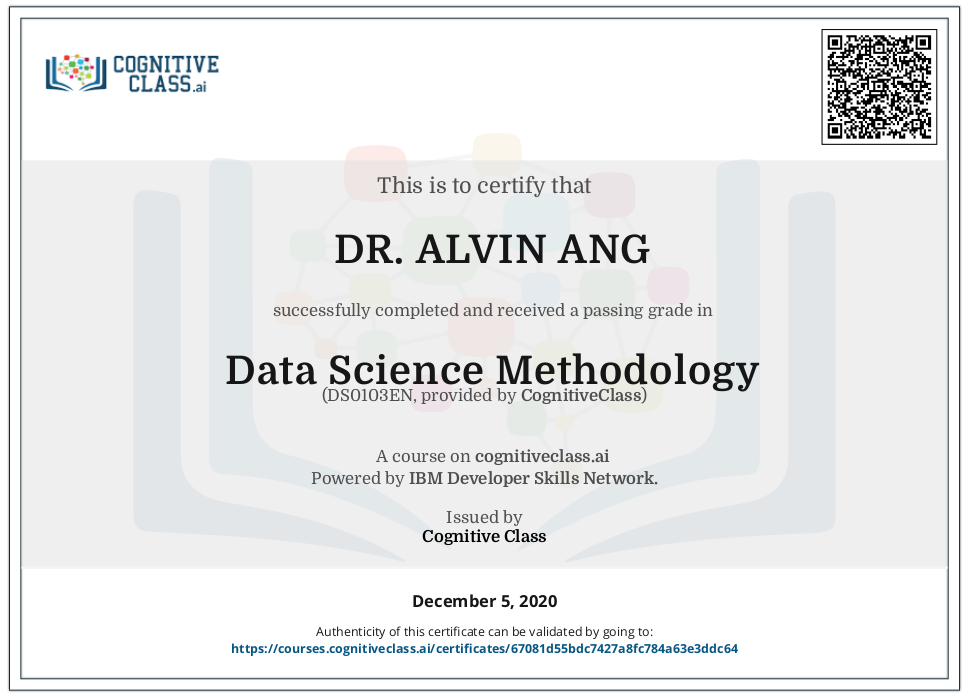 COGNITIVE
CLASS.ai
This is to certify that
DR. ALVIN ANG
successfully completed and received a passing grade in
Data Science Methodology
(DS0103EN, provided by CognitiveClass)
A course on cognitiveclass.ai
Powered by IBM Developer Skills Network.
Issued by
Cognitive Class
December 5, 2020
Authenticity of this certificate can be validated by going to:
https://courses.cognitiveclass.ai/certificates/67081d55bdc7427a8fc784a63e3ddc64